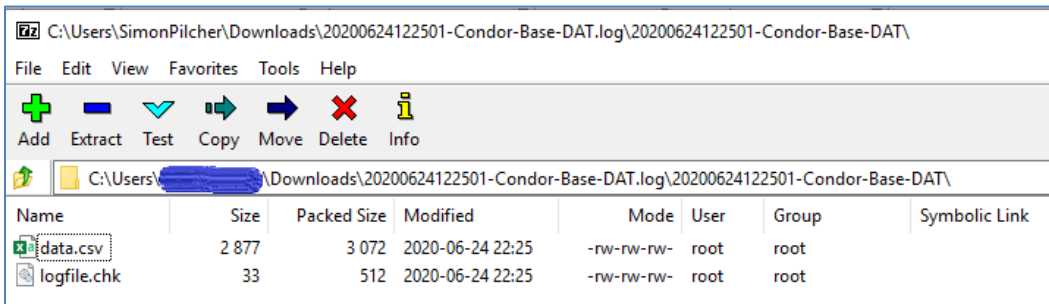 C:\Users\SimonPilcher\Downloads\20200624122501-Condor-Base-DAT.log\20200624122501-Condor-Base-DAT\
File Edit View Favorites Tools Help
Add Extract Test Copy Move Delete Info
C:\Users\ \Downloads\20200624122501-Condor-Base-DAT.log\20200624122501-Condor-Base-DAT\
Name Size Packed Size Modified Mode User Group Symbolic Link
data.csv 2 877 3 072 2020-06-24 22:25 -rw-rw-rw- root root
logfile.chk 33 512 2020-06-24 22:25 -rw-rw-rw- root root